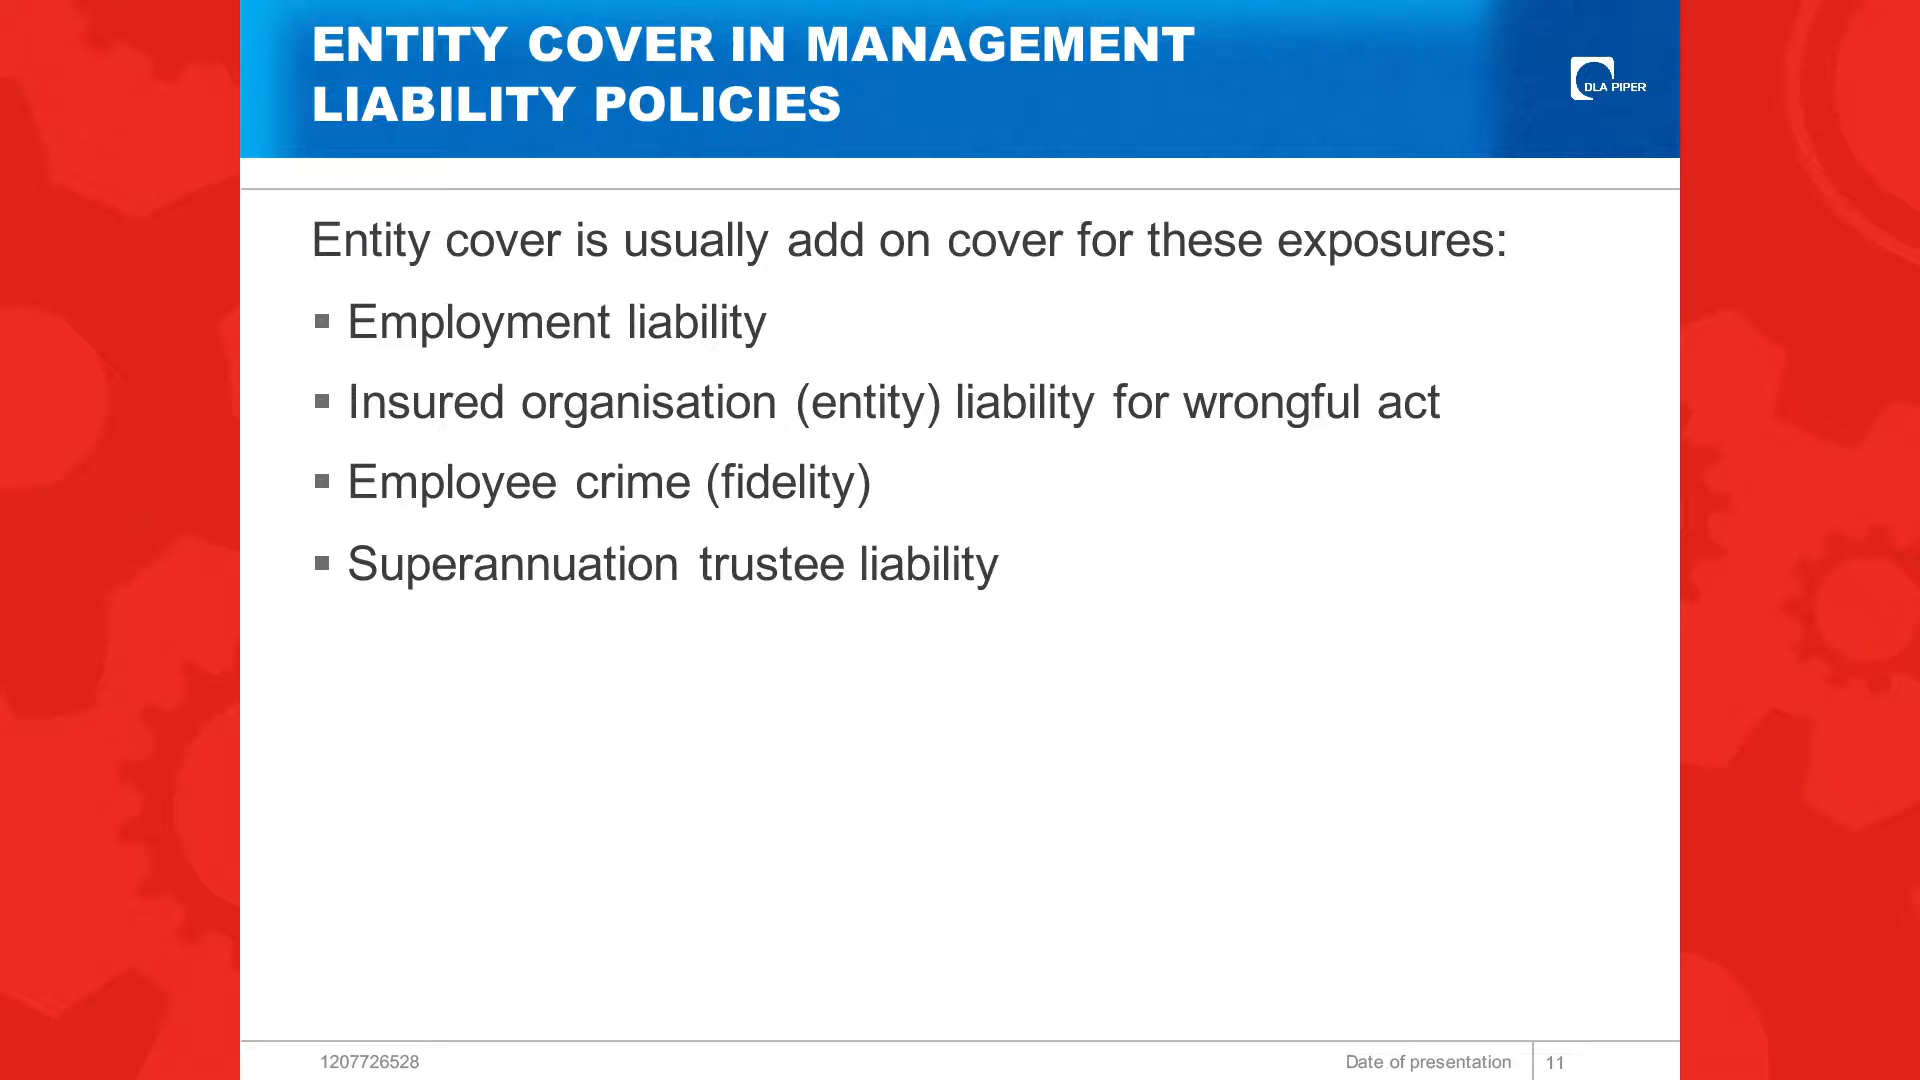 ENTITY COVER IN MANAGEMENT
LIABILITY POLICIES
DLA PIPER
Entity cover is usually add on cover for these exposures:
▪ Employment liability
▪ Insured organisation (entity) liability for wrongful act
▪ Employee crime (fidelity)
▪ Superannuation trustee liability
1207726528
Date of presentation
11